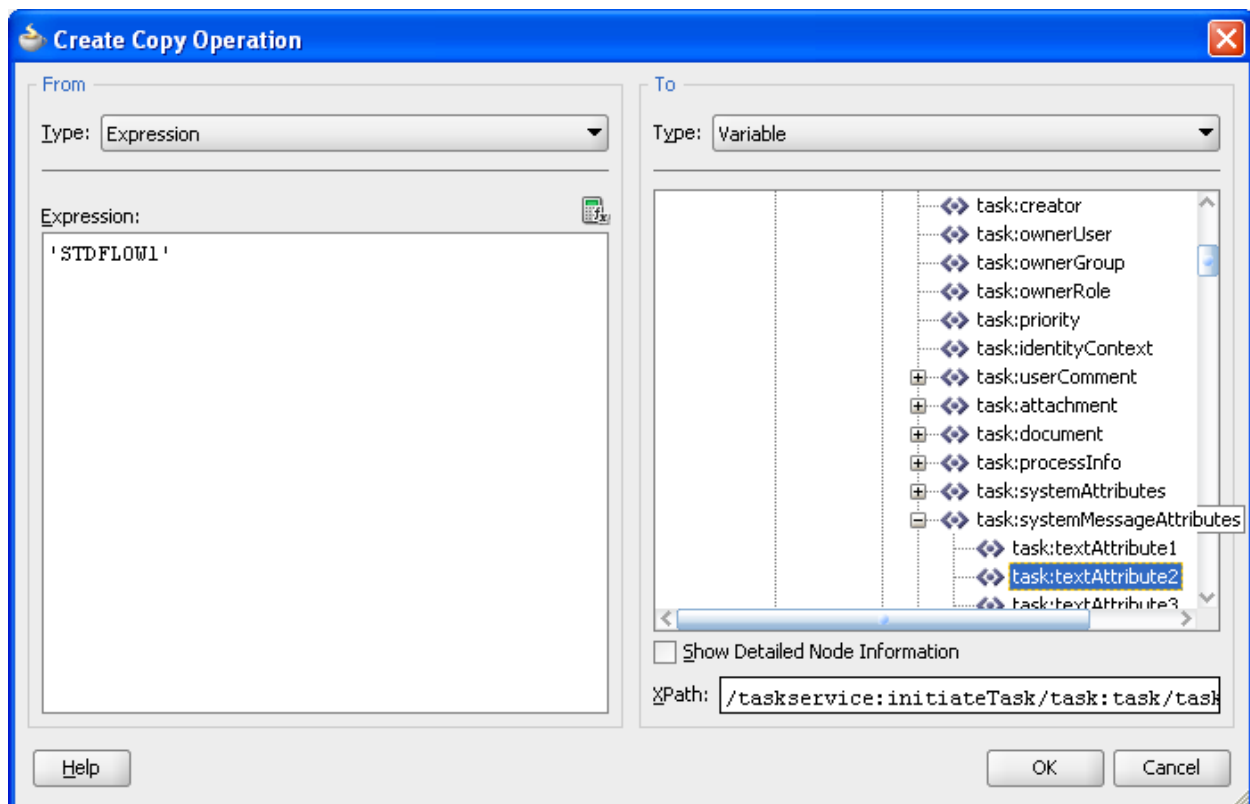 Create Copy Operation
From
Type: Expression
Expression:
'STDFLOW1'
To
Type: Variable
task:creator
task:ownerUser
task:ownerGroup
task:ownerRole
task:priority
task:identityContext
task:userComment
task:attachment
task:document
task:processInfo
task:systemAttributes
task:systemMessageAttributes
task:textAttribute1
task:textAttribute2
task:textAttribute3
Show Detailed Node Information
XPath: /taskservice:initiateTask/task:task/task
Help
OK
Cancel